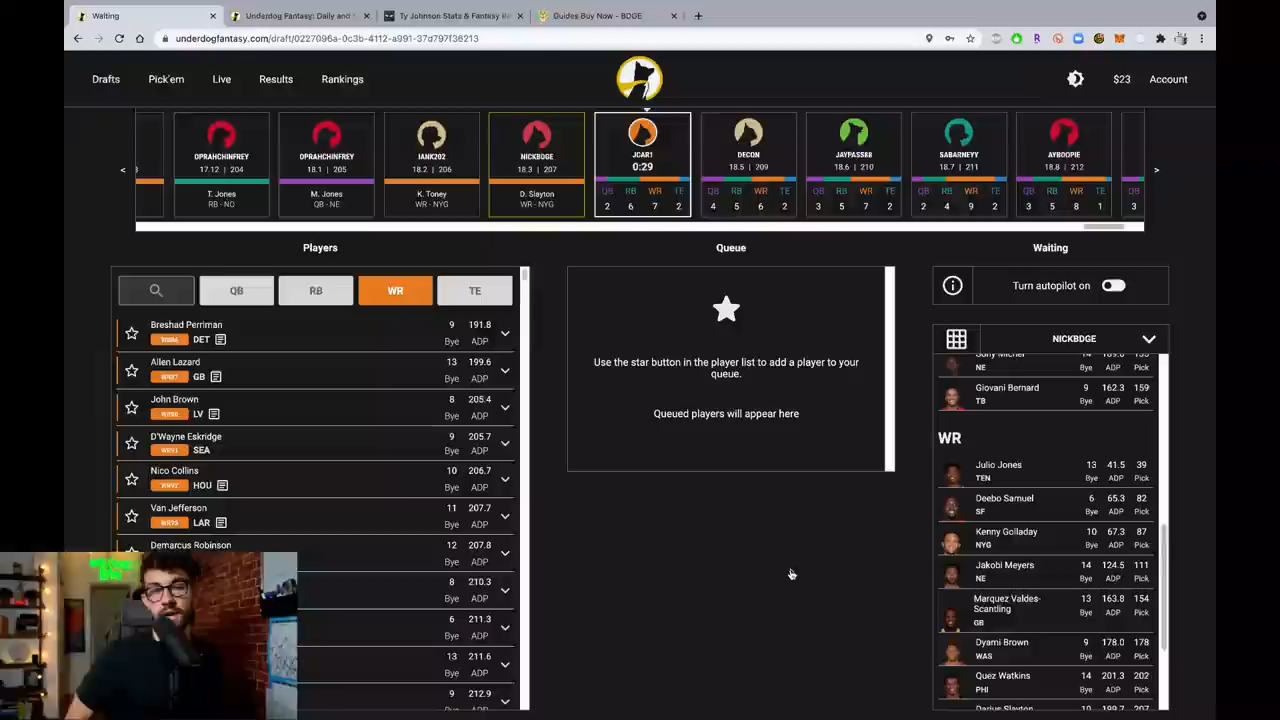 Waiting
Underdog Fantasy: Daily and
Ty Johnson Stats & Fantasy Ra
Guides Buy Now - BDGE
underdogfantasy.com/draft/0227096a-0c3b-4112-a991-37d797f36213
Drafts
Pick'em
Live
Results
Rankings
$23
Account
OPRAHCHINFREY
17.12 | 204
T. Jones
RB - NO
OPRAHCHINFREY
18.1 | 205
M. Jones
QB - NE
IANK202
18.2 | 206
K. Toney
WR - NYG
NICKBDGE
18.3 | 207
D. Slayton
WR - NYG
JCAR1
0:29
QB RB WR TE
2 6 7 2
DECON
18.5 | 209
QB RB WR TE
4 5 6 2
JAYPASS88
18.6 | 210
QB RB WR TE
3 5 7 2
SABARNEYY
18.7 | 211
QB RB WR TE
2 4 9 2
AYBOOPIE
18.8 | 212
QB RB WR TE
3 5 8 1
3
Players
Queue
Waiting
QB
RB
WR
TE
Breshad Perriman 9 191.8
DET Bye ADP
Allen Lazard 13 199.6
GB Bye ADP
John Brown 8 205.4
LV Bye ADP
D'Wayne Eskridge 9 205.7
SEA Bye ADP
Nico Collins 10 206.7
HOU Bye ADP
Van Jefferson 11 207.7
LAR Bye ADP
Demarcus Robinson 12 207.8
Bye ADP
8 210.3
Bye ADP
6 211.3
Bye ADP
13 211.6
Bye ADP
9 212.9
Use the star button in the player list to add a player to your
queue.
Queued players will appear here
Turn autopilot on
NICKBDGE
NE Bye ADP Pick
Giovani Bernard 9 162.3 159
TB Bye ADP Pick
WR
Julio Jones 13 41.5 39
TEN Bye ADP Pick
Deebo Samuel 6 65.3 82
SF Bye ADP Pick
Kenny Golladay 10 67.3 87
NYG Bye ADP Pick
Jakobi Meyers 14 124.5 111
NE Bye ADP Pick
Marquez Valdes- 13 163.8 154
Scantling Bye ADP Pick
GB
Dyami Brown 9 178.0 178
WAS Bye ADP Pick
Quez Watkins 14 201.3 202
PHI Bye ADP Pick
Darius Slayton 10 199.7 207